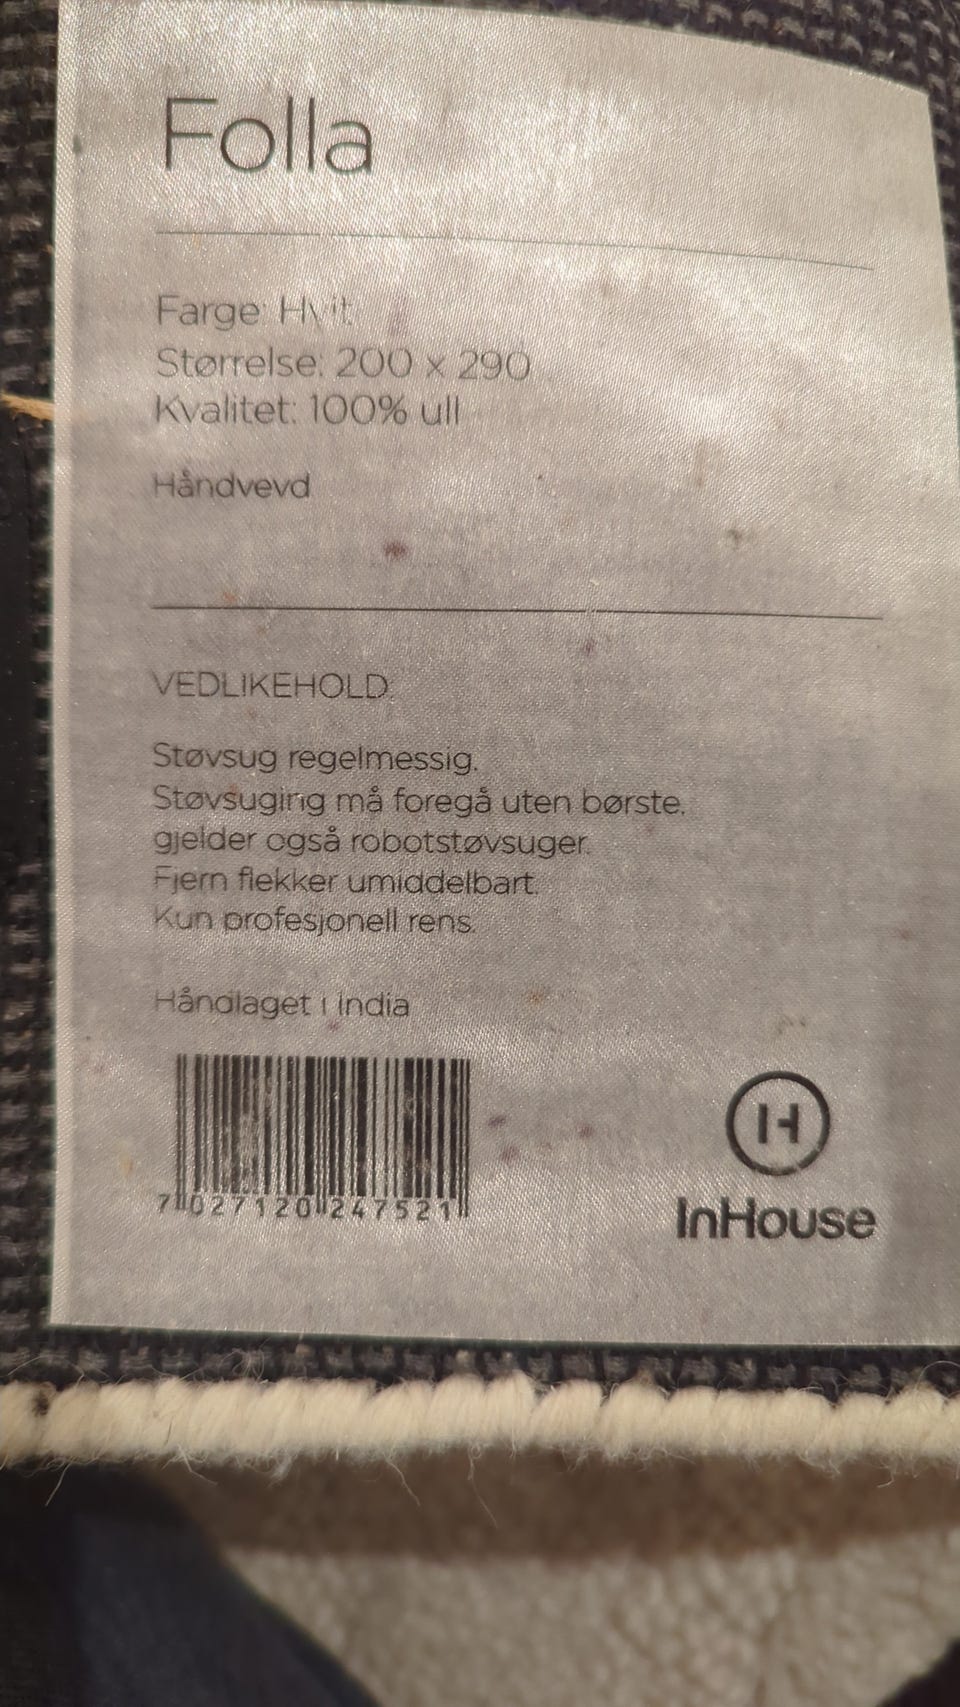 Folla
Farge: Hvit
Størrelse: 200 x 290
Kvalitet: 100% ull
Håndvevd
VEDLIKEHOLD:
Støvsug regelmessig.
Støvsuging må foregå uten børste,
gjelder også robotstøvsuger.
Fjern flekker umiddelbart.
Kun profesjonell rens.
Håndlaget i India
7 027120 247521
H
InHouse